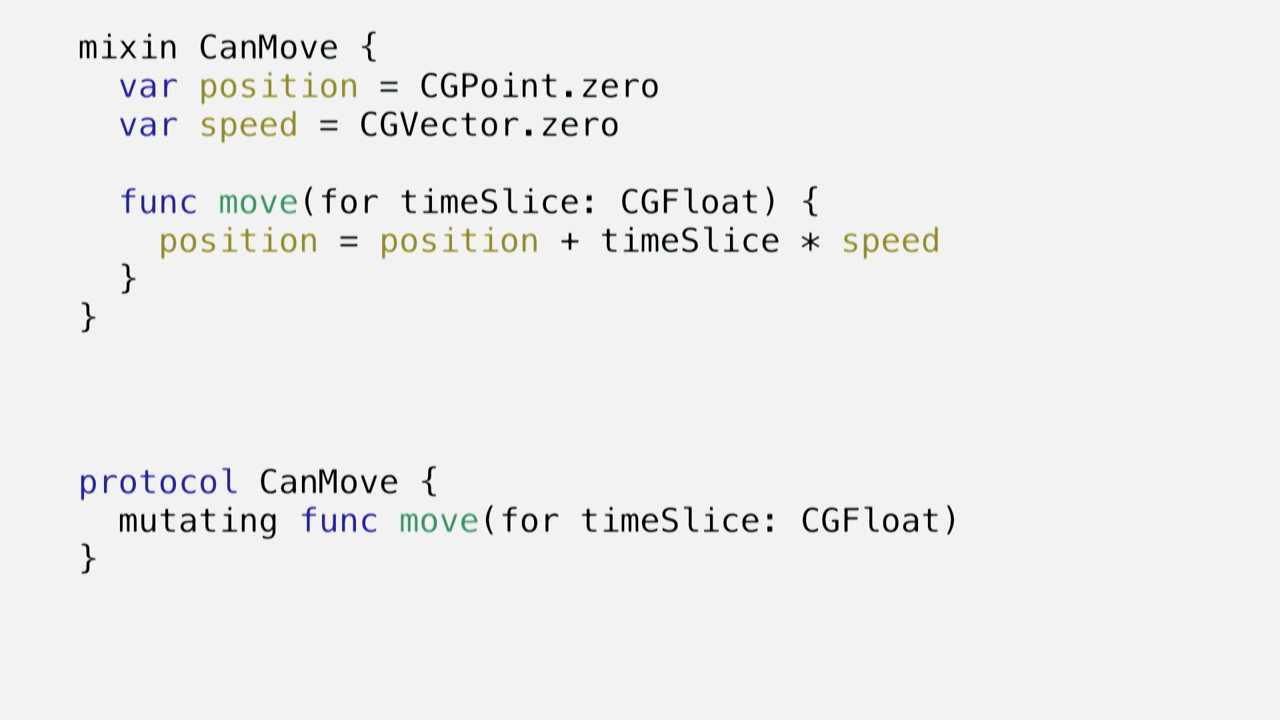 mixin CanMove {
  var position = CGPoint.zero
  var speed = CGVector.zero
  func move(for timeSlice: CGFloat) {
    position = position + timeSlice * speed
  }
}
protocol CanMove {
  mutating func move(for timeSlice: CGFloat)
}